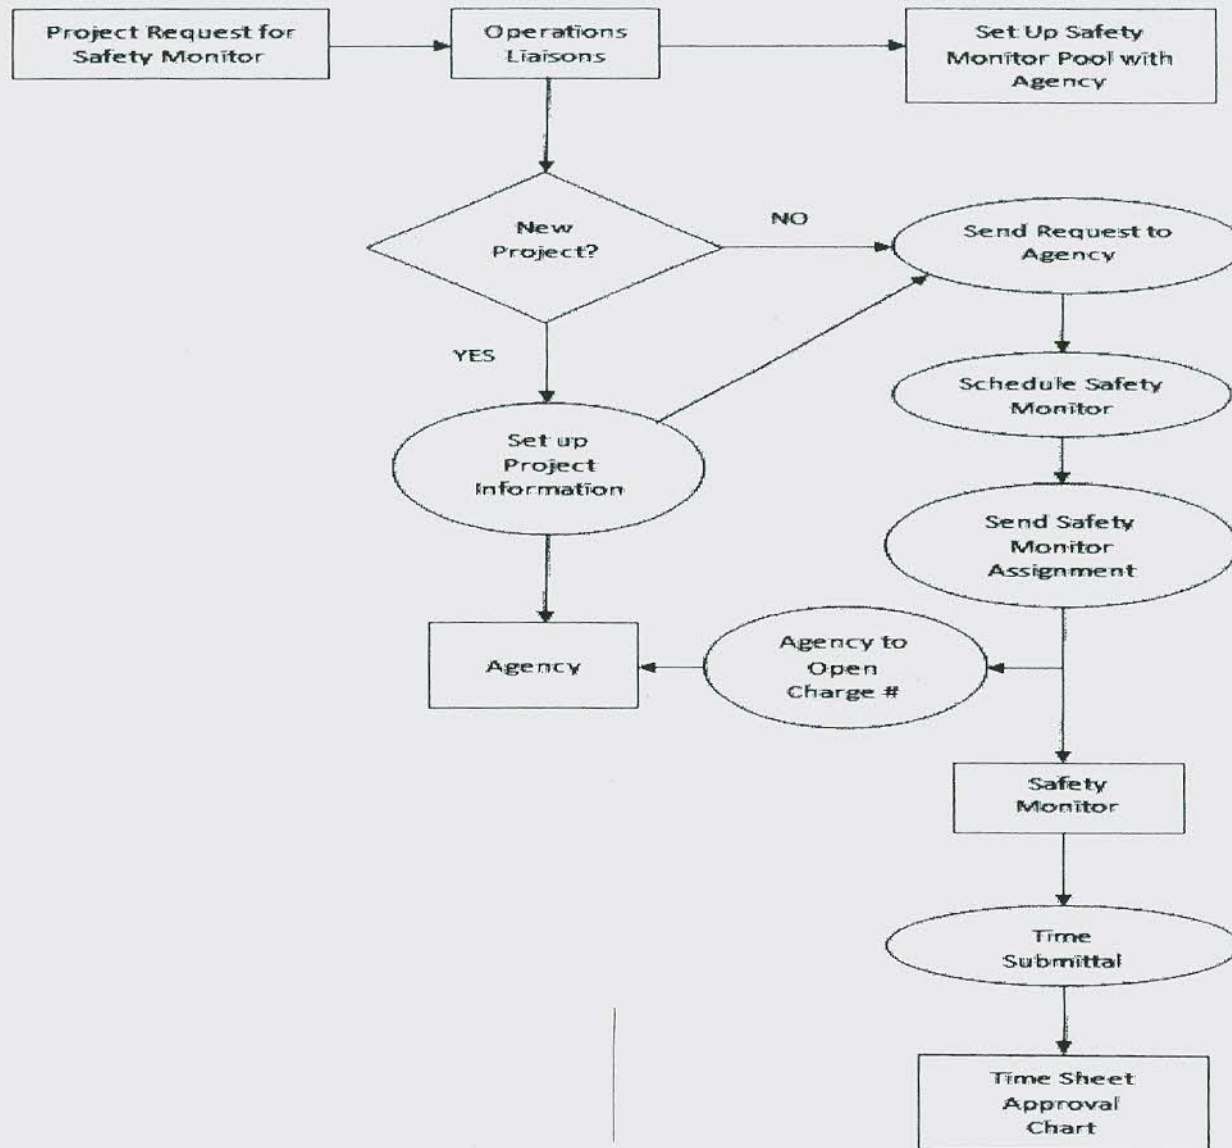 Project Request for
Safety Monitor
Operations
Liaisons
Set Up Safety
Monitor Pool with
Agency
New
Project?
NO
Send Request to
Agency
YES
Schedule Safety
Monitor
Set up
Project
Information
Send Safety
Monitor
Assignment
Agency
Agency to
Open
Charge #
Safety
Monitor
Time
Submittal
Time Sheet
Approval
Chart